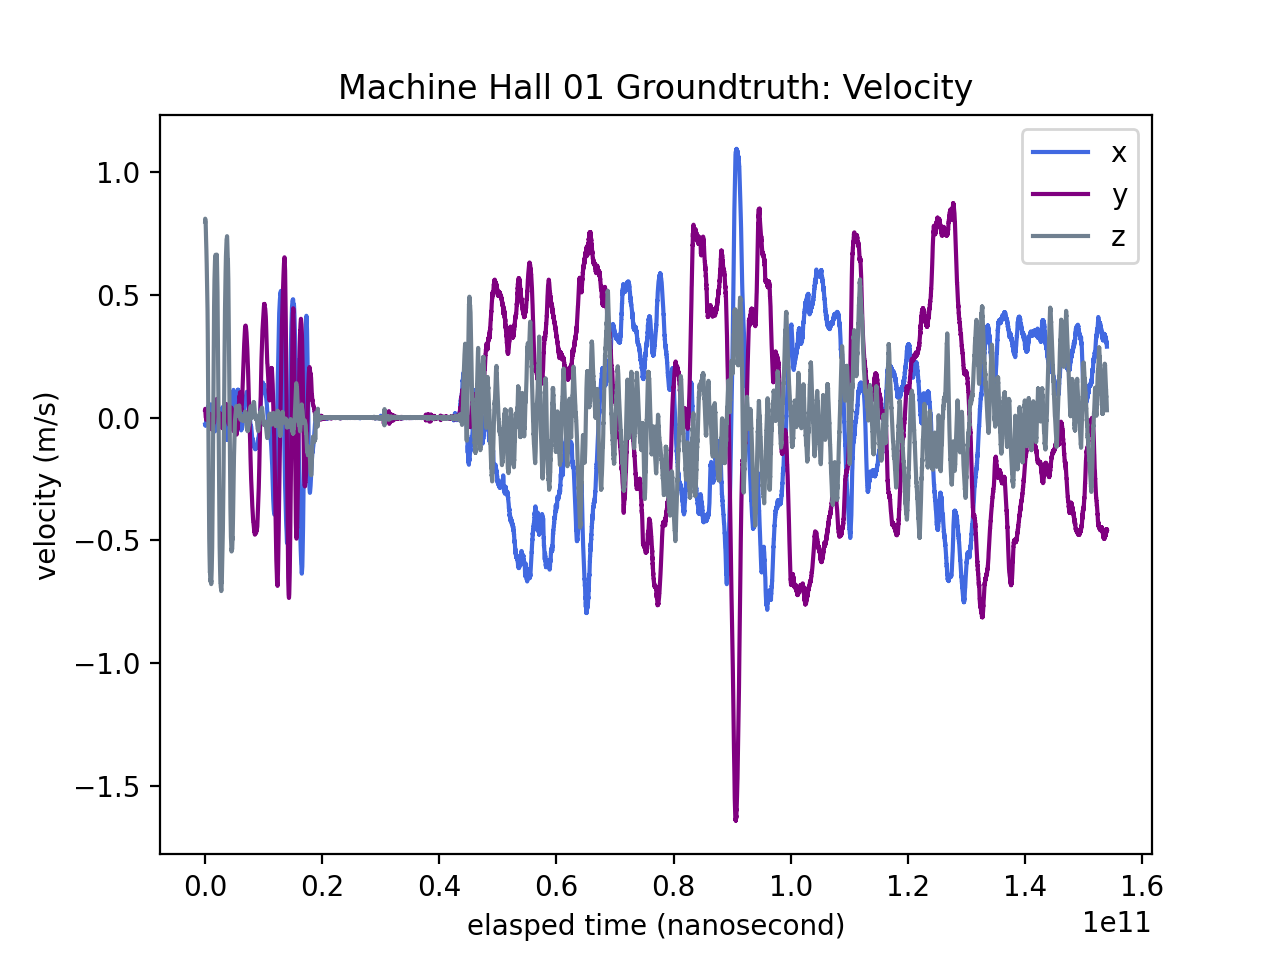 Machine Hall 01 Groundtruth: Velocity
x
y
z
1.0
0.5
0.0
−0.5
−1.0
−1.5
velocity (m/s)
0.0 0.2 0.4 0.6 0.8 1.0 1.2 1.4 1.6
1e11
elasped time (nanosecond)